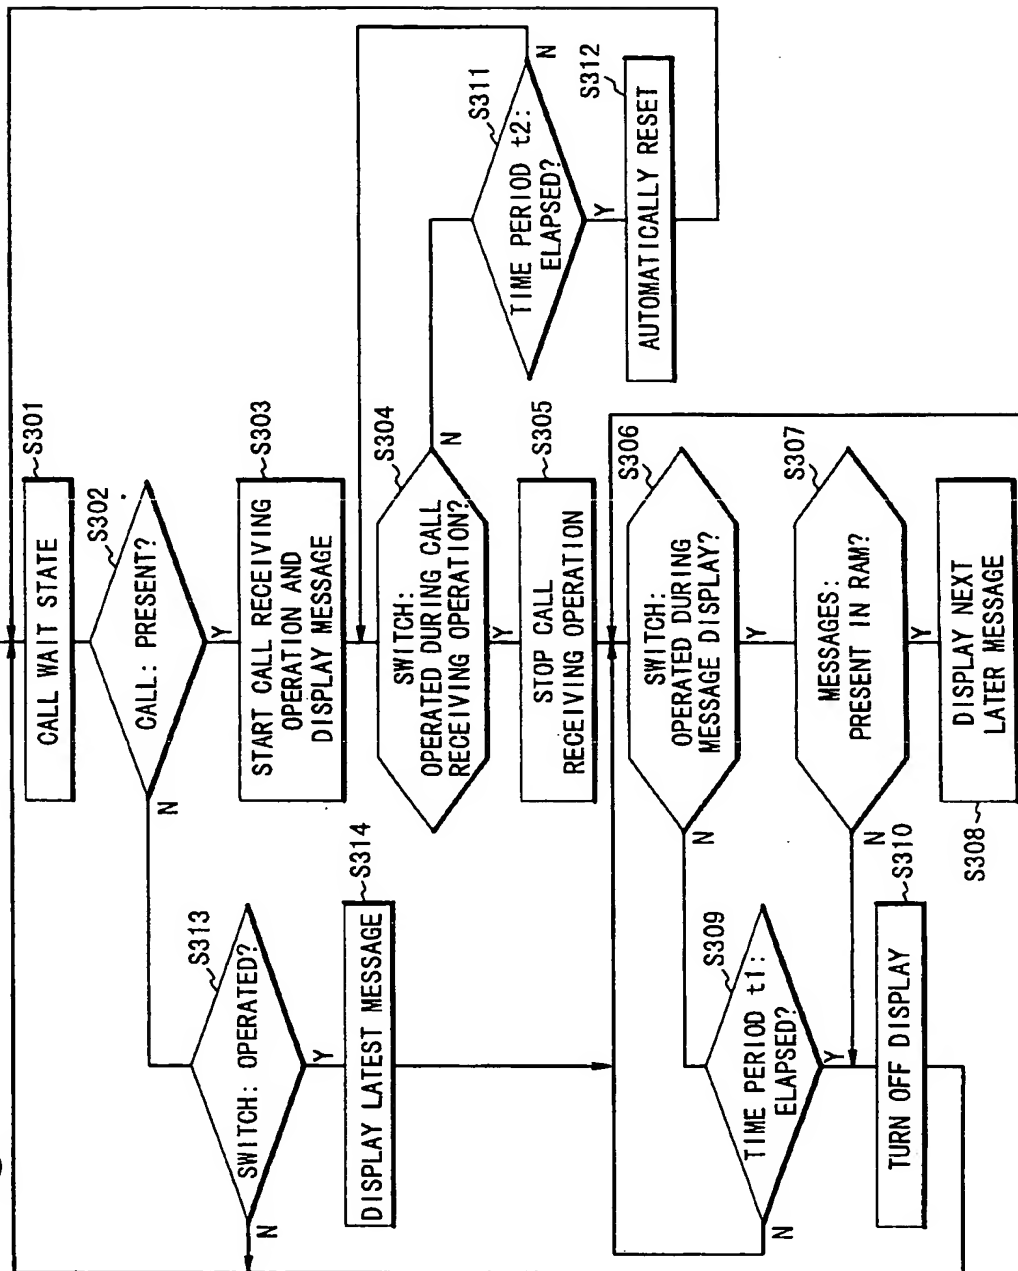 S301
CALL WAIT STATE
S302
CALL: PRESENT?
N
Y
S303
START CALL RECEIVING
OPERATION AND
DISPLAY MESSAGE
S304
SWITCH:
OPERATED DURING CALL
RECEIVING OPERATION?
N
Y
S305
STOP CALL
RECEIVING OPERATION
S306
SWITCH:
OPERATED DURING
MESSAGE DISPLAY?
N
Y
S307
MESSAGES:
PRESENT IN RAM?
N
Y
DISPLAY NEXT
LATER MESSAGE
S308
S309
TIME PERIOD t1:
ELAPSED?
N
Y
S310
TURN OFF DISPLAY
S311
TIME PERIOD t2:
ELAPSED?
N
Y
S312
AUTOMATICALLY RESET
S313
SWITCH: OPERATED?
N
Y
S314
DISPLAY LATEST MESSAGE